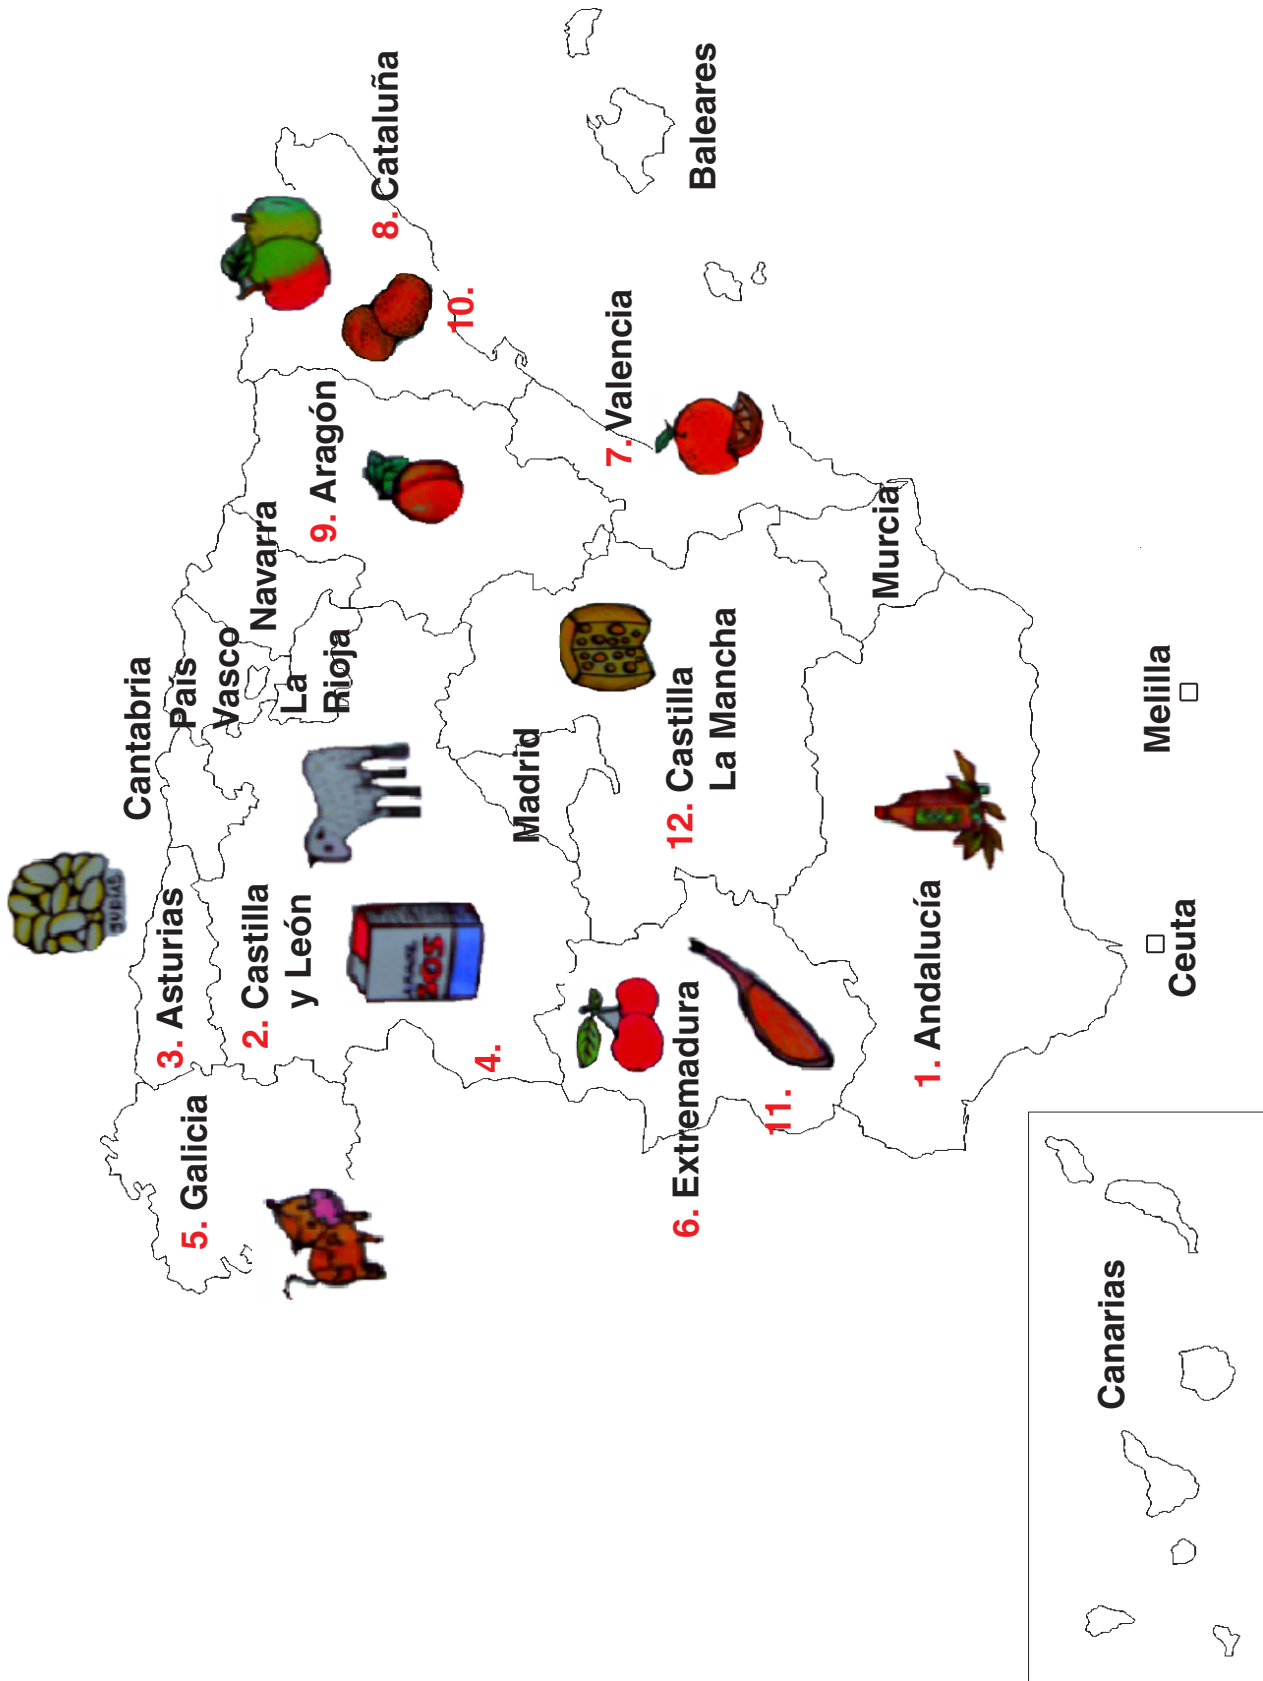 JUDIAS
Cantabria
3. Asturias
País
Vasco
5. Galicia
2. Castilla
y León
Navarra
La
Rioja
9. Aragón
8. Cataluña
10.
4.
Madrid
7. Valencia
6. Extremadura
12. Castilla
La Mancha
Baleares
11.
Murcia
1. Andalucía
Canarias
Melilla
Ceuta